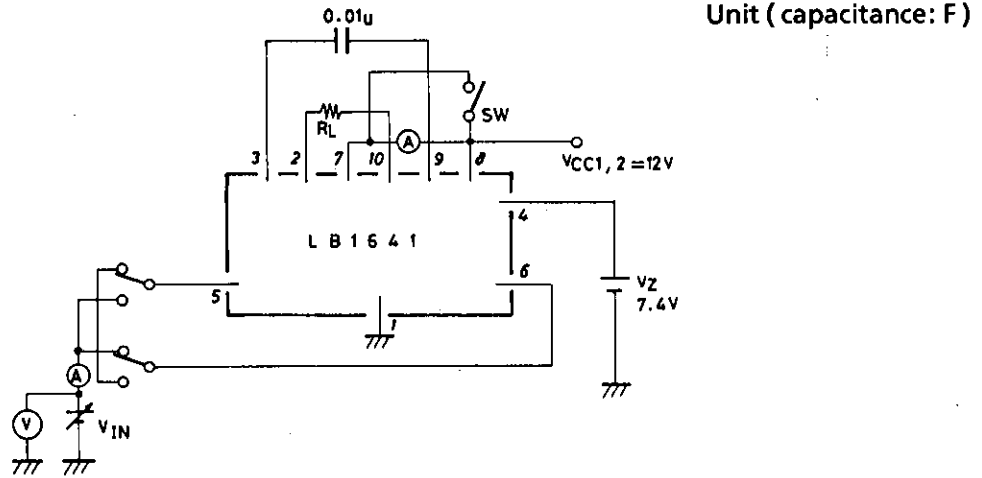 Unit ( capacitance: F )
0.01u
SW
RL
A
3 2 7 10 9 8
VCC1, 2 =12V
4
LB1641
6
VZ
7.4V
5
1
A
V
VIN